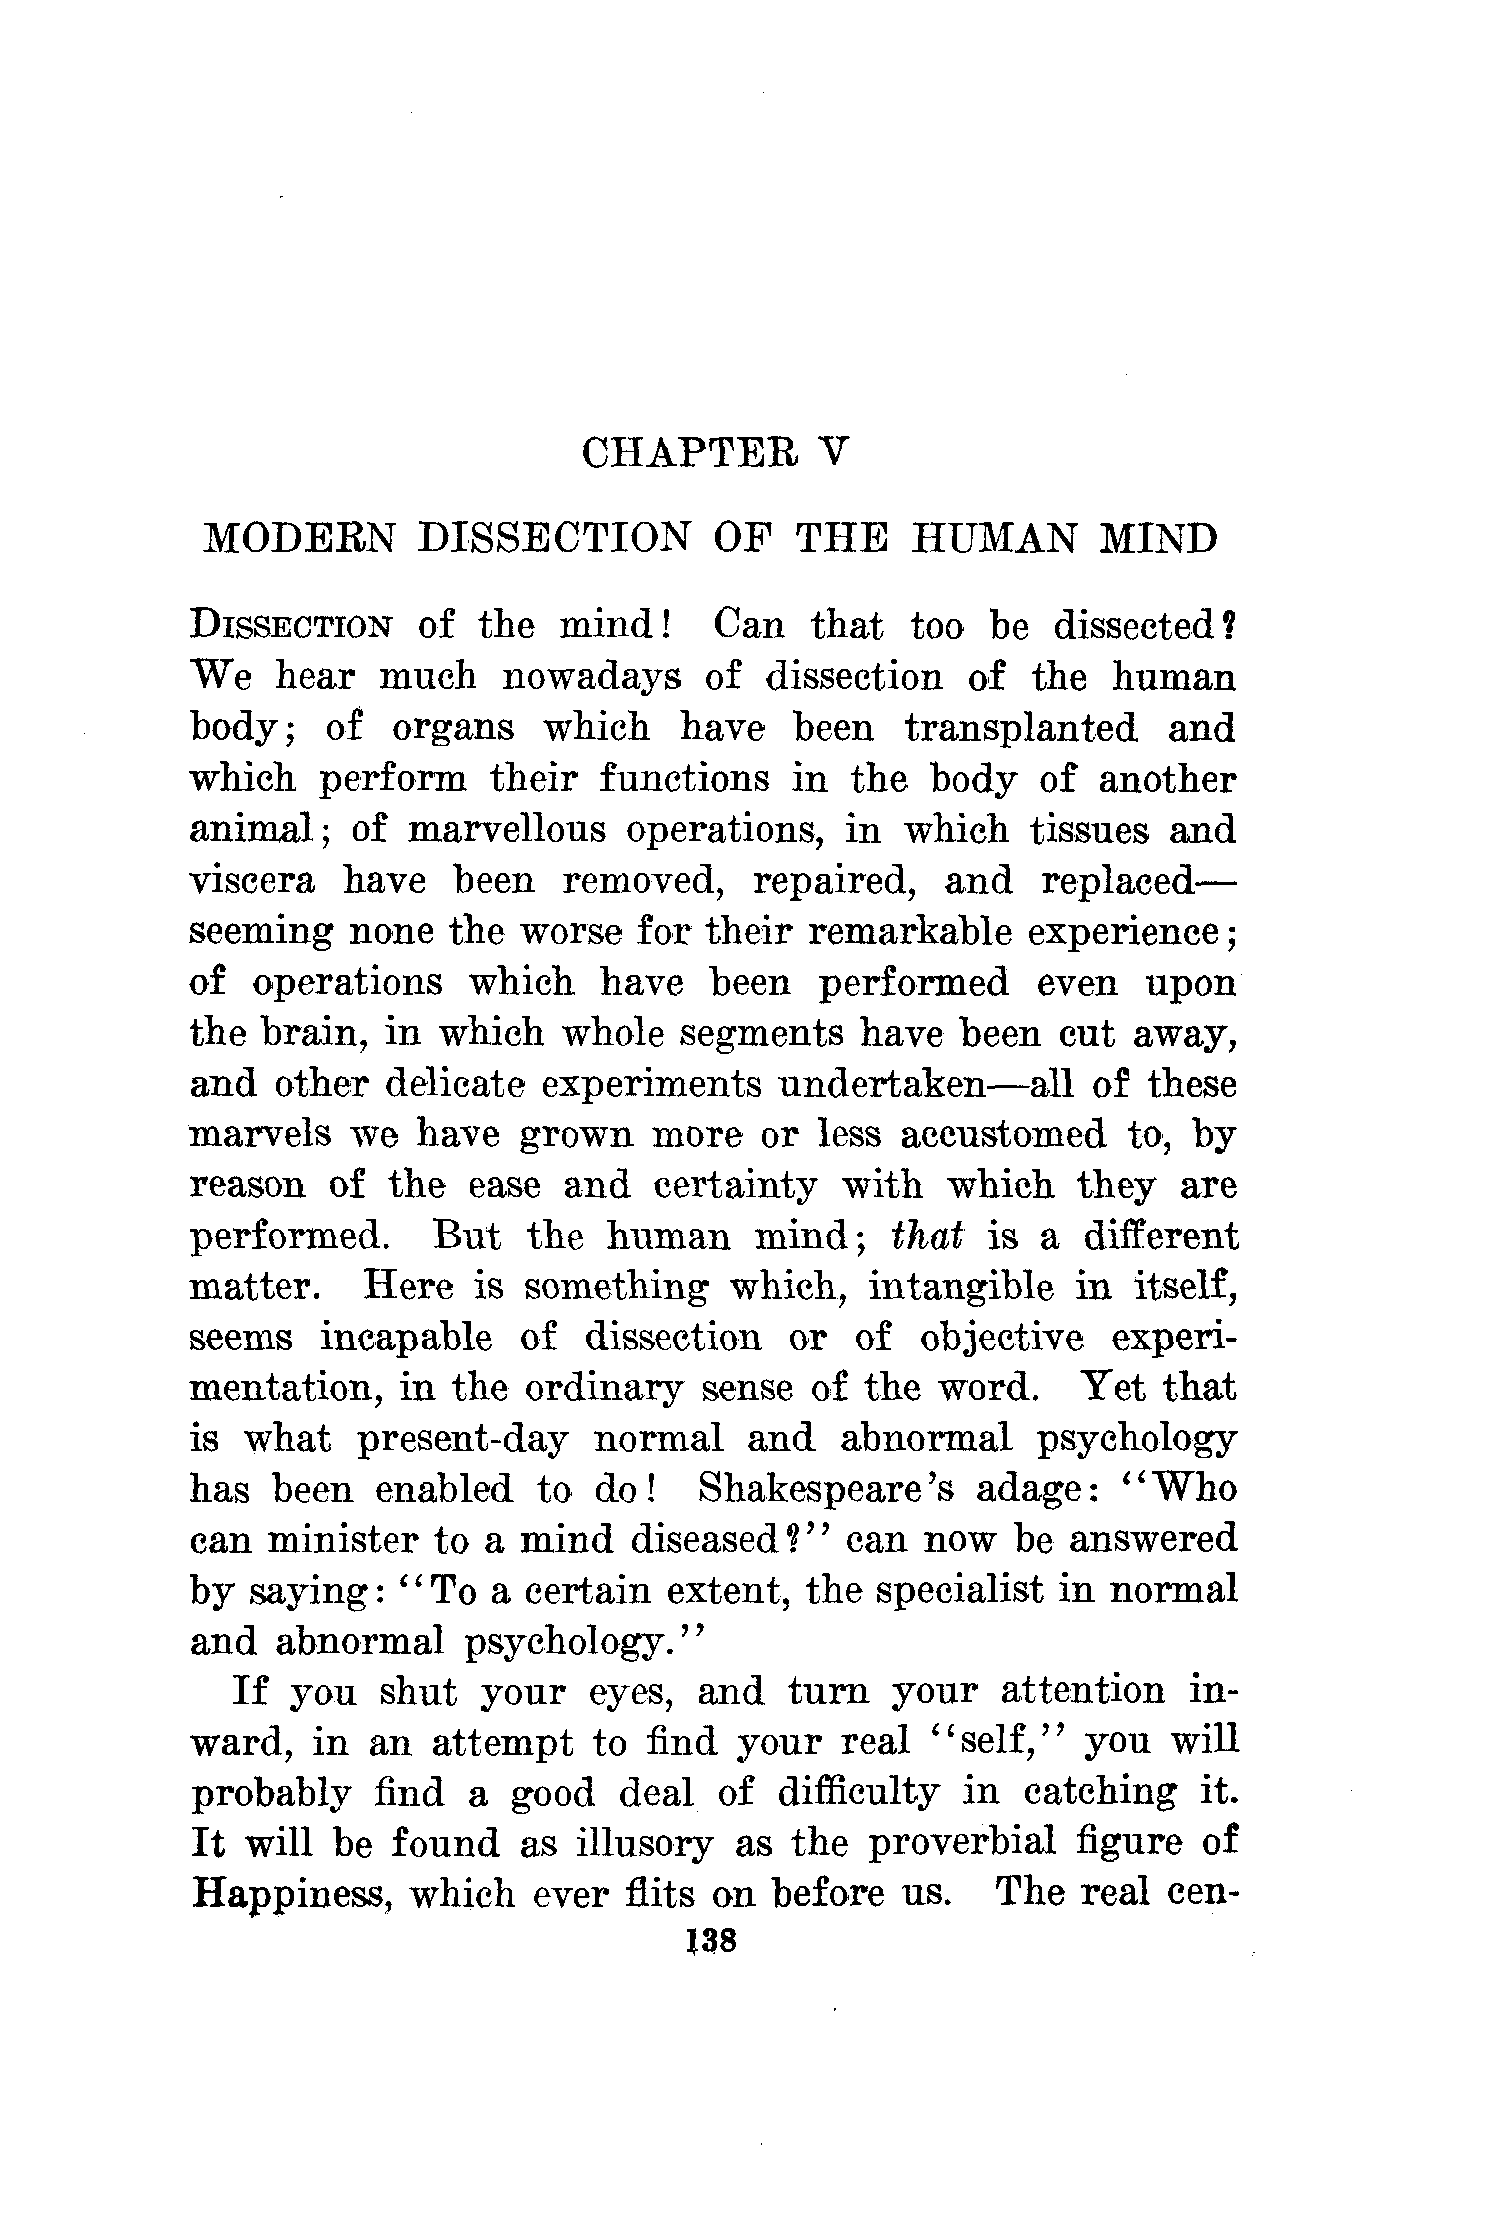 CHAPTER V
MODERN DISSECTION OF THE HUMAN MIND
DISSECTION of the mind! Can that too be dissected?
We hear much nowadays of dissection of the human
body; of organs which have been transplanted and
which perform their functions in the body of another
animal; of marvellous operations, in which tissues and
viscera have been removed, repaired, and replaced—
seeming none the worse for their remarkable experience;
of operations which have been performed even upon
the brain, in which whole segments have been cut away,
and other delicate experiments undertaken—all of these
marvels we have grown more or less accustomed to, by
reason of the ease and certainty with which they are
performed. But the human mind; that is a different
matter. Here is something which, intangible in itself,
seems incapable of dissection or of objective experi-
mentation, in the ordinary sense of the word. Yet that
is what present-day normal and abnormal psychology
has been enabled to do! Shakespeare's adage: "Who
can minister to a mind diseased?" can now be answered
by saying: "To a certain extent, the specialist in normal
and abnormal psychology."
If you shut your eyes, and turn your attention in-
ward, in an attempt to find your real "self," you will
probably find a good deal of difficulty in catching it.
It will be found as illusory as the proverbial figure of
Happiness, which ever flits on before us. The real cen-
138